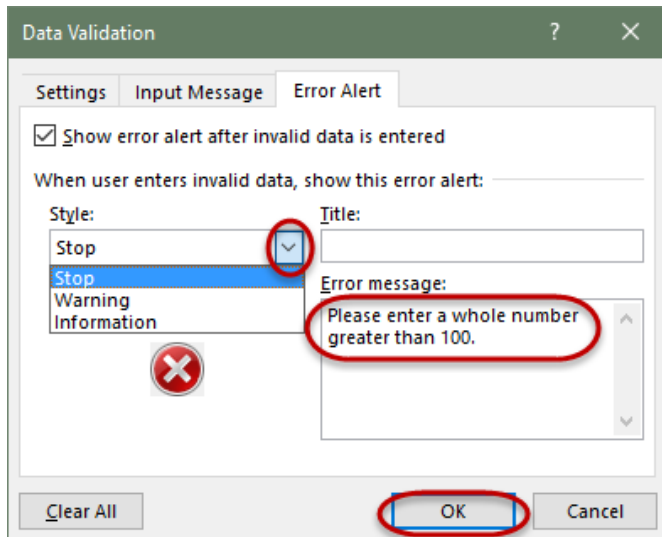 Data Validation ? ×
Settings Input Message Error Alert
Show error alert after invalid data is entered
When user enters invalid data, show this error alert:
Style: Title:
Stop
Stop
Warning
Information
Error message:
Please enter a whole number
greater than 100.
Clear All OK Cancel